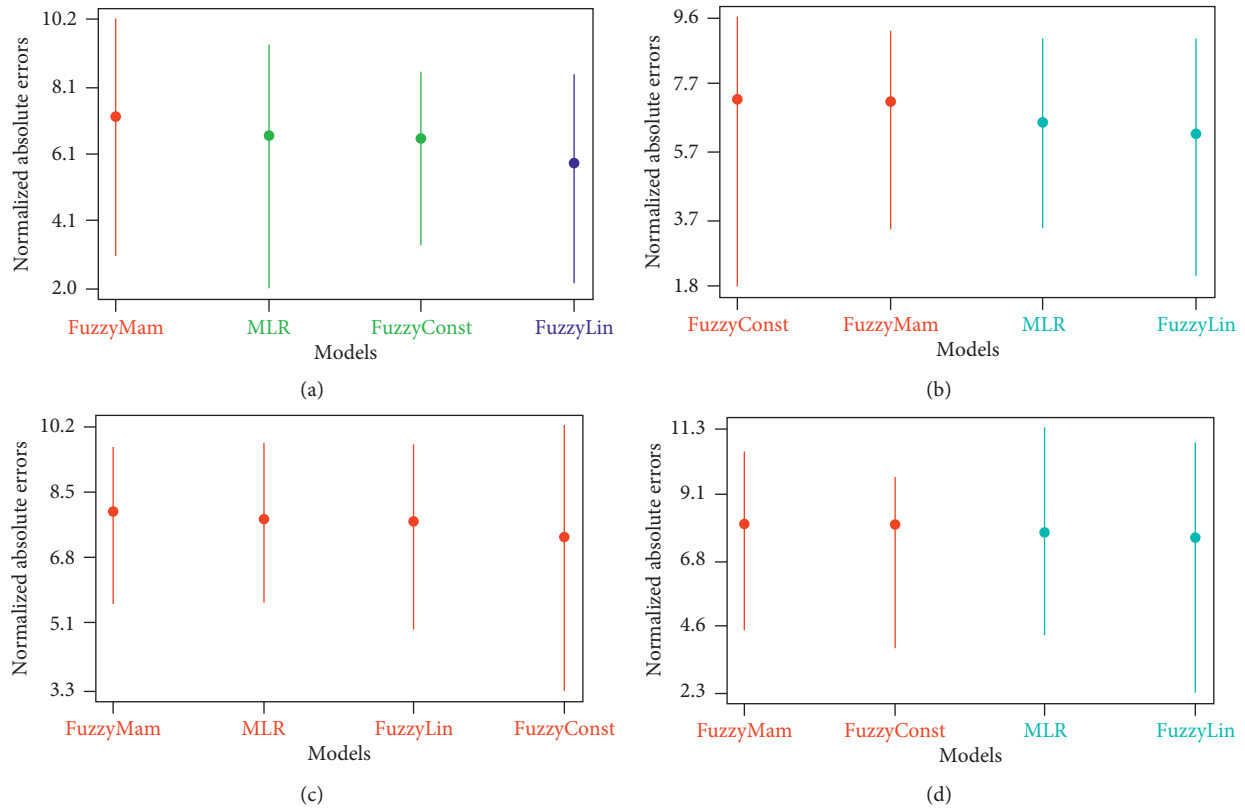 Normalized absolute errors
10.2
8.1
6.1
4.1
2.0
FuzzyMam MLR FuzzyConst FuzzyLin
Models
(a)
Normalized absolute errors
9.6
7.7
5.7
3.7
1.8
FuzzyConst FuzzyMam MLR FuzzyLin
Models
(b)
Normalized absolute errors
10.2
8.5
6.8
5.1
3.3
FuzzyMam MLR FuzzyLin FuzzyConst
Models
(c)
Normalized absolute errors
11.3
9.1
6.8
4.6
2.3
FuzzyMam FuzzyConst MLR FuzzyLin
Models
(d)